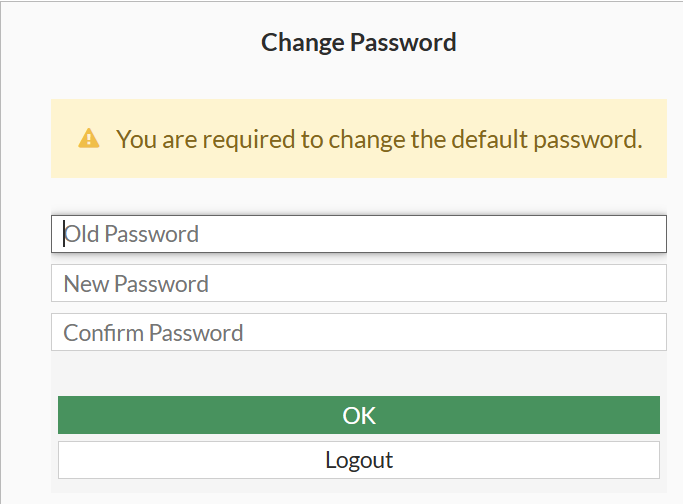 Change Password
You are required to change the default password.
Old Password
New Password
Confirm Password
OK
Logout